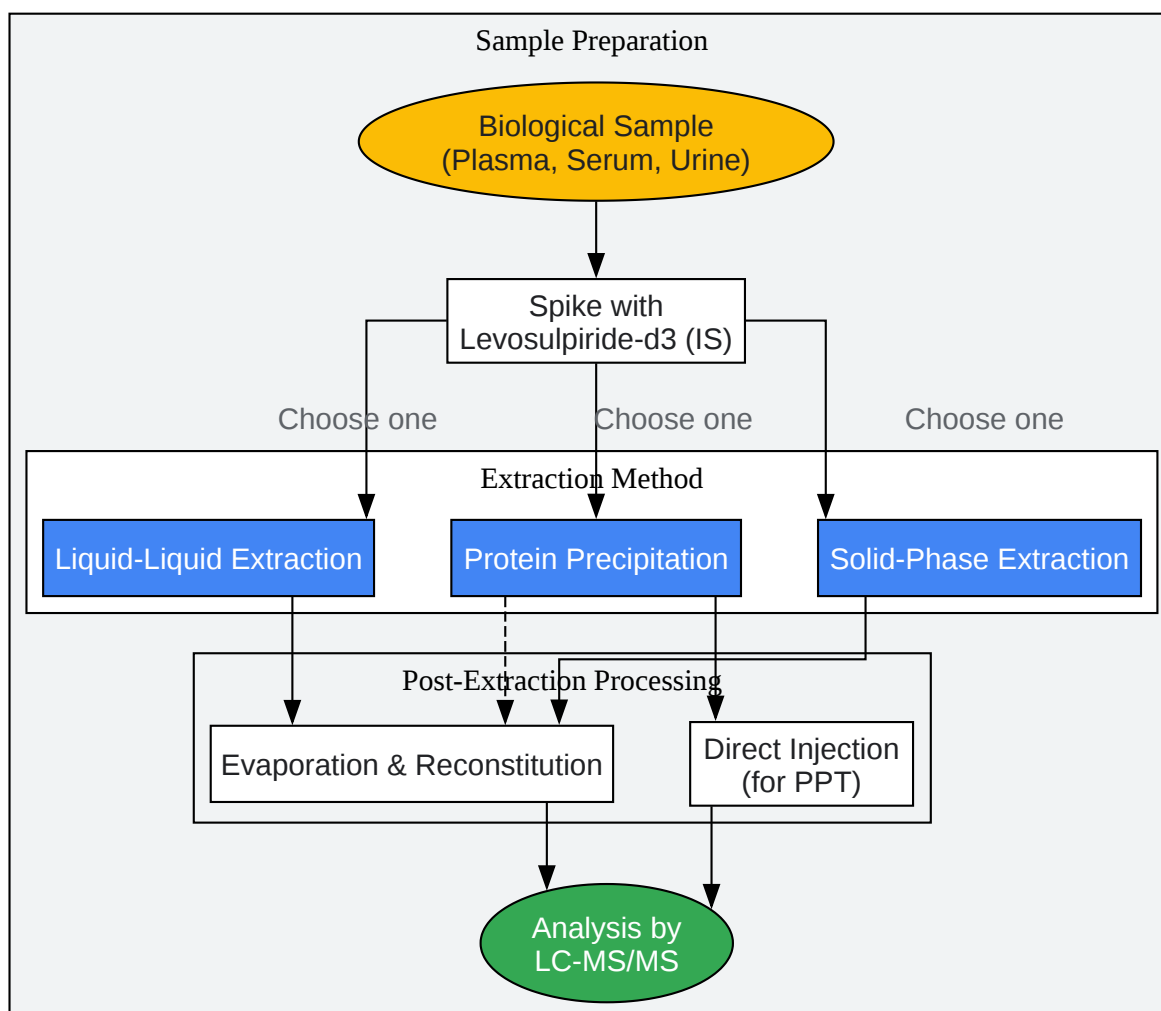 Sample Preparation
Biological Sample
(Plasma, Serum, Urine)
Spike with
Levosulpiride-d3 (IS)
Choose one
Choose one
Choose one
Extraction Method
Liquid-Liquid Extraction
Protein Precipitation
Solid-Phase Extraction
Post-Extraction Processing
Evaporation & Reconstitution
Direct Injection
(for PPT)
Analysis by
LC-MS/MS